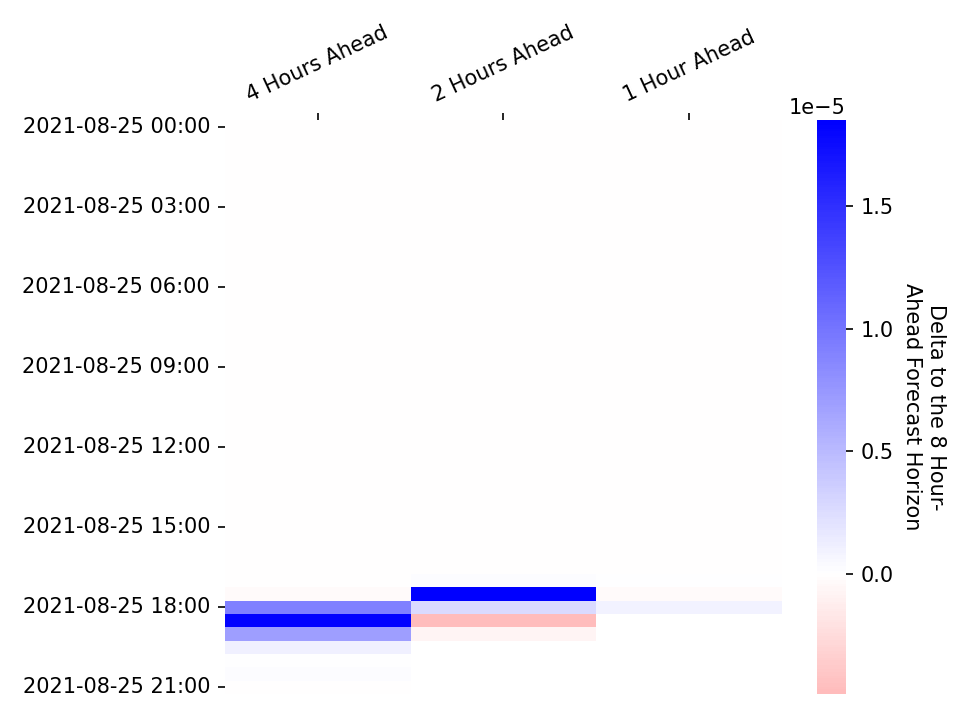 4 Hours Ahead
2 Hours Ahead
1 Hour Ahead
1e−5
2021-08-25 00:00
2021-08-25 03:00
2021-08-25 06:00
2021-08-25 09:00
2021-08-25 12:00
2021-08-25 15:00
2021-08-25 18:00
2021-08-25 21:00
1.5
1.0
0.5
0.0
Delta to the 8 Hour-
Ahead Forecast Horizon